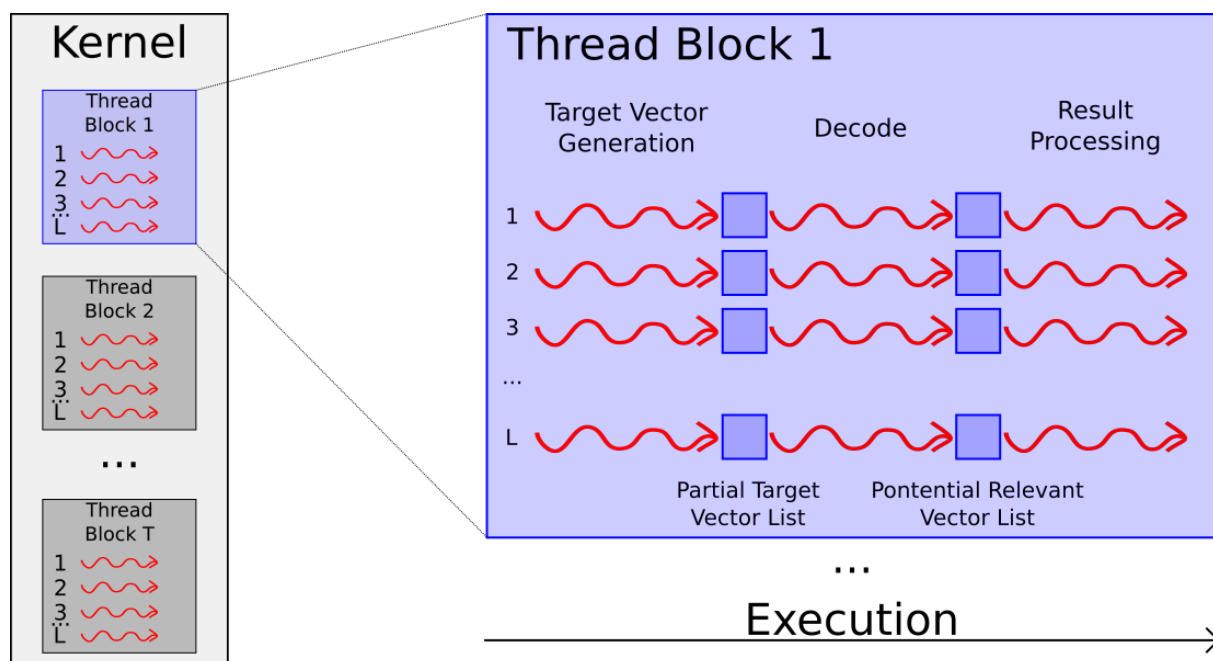 Kernel
Thread
Block 1
1
2
3
...
L
Thread
Block 2
1
2
3
...
L
...
Thread
Block T
1
2
3
...
L
Thread Block 1
Target Vector
Generation
Decode
Result
Processing
1
2
3
...
L
Partial Target
Vector List
Pontential Relevant
Vector List
...
Execution